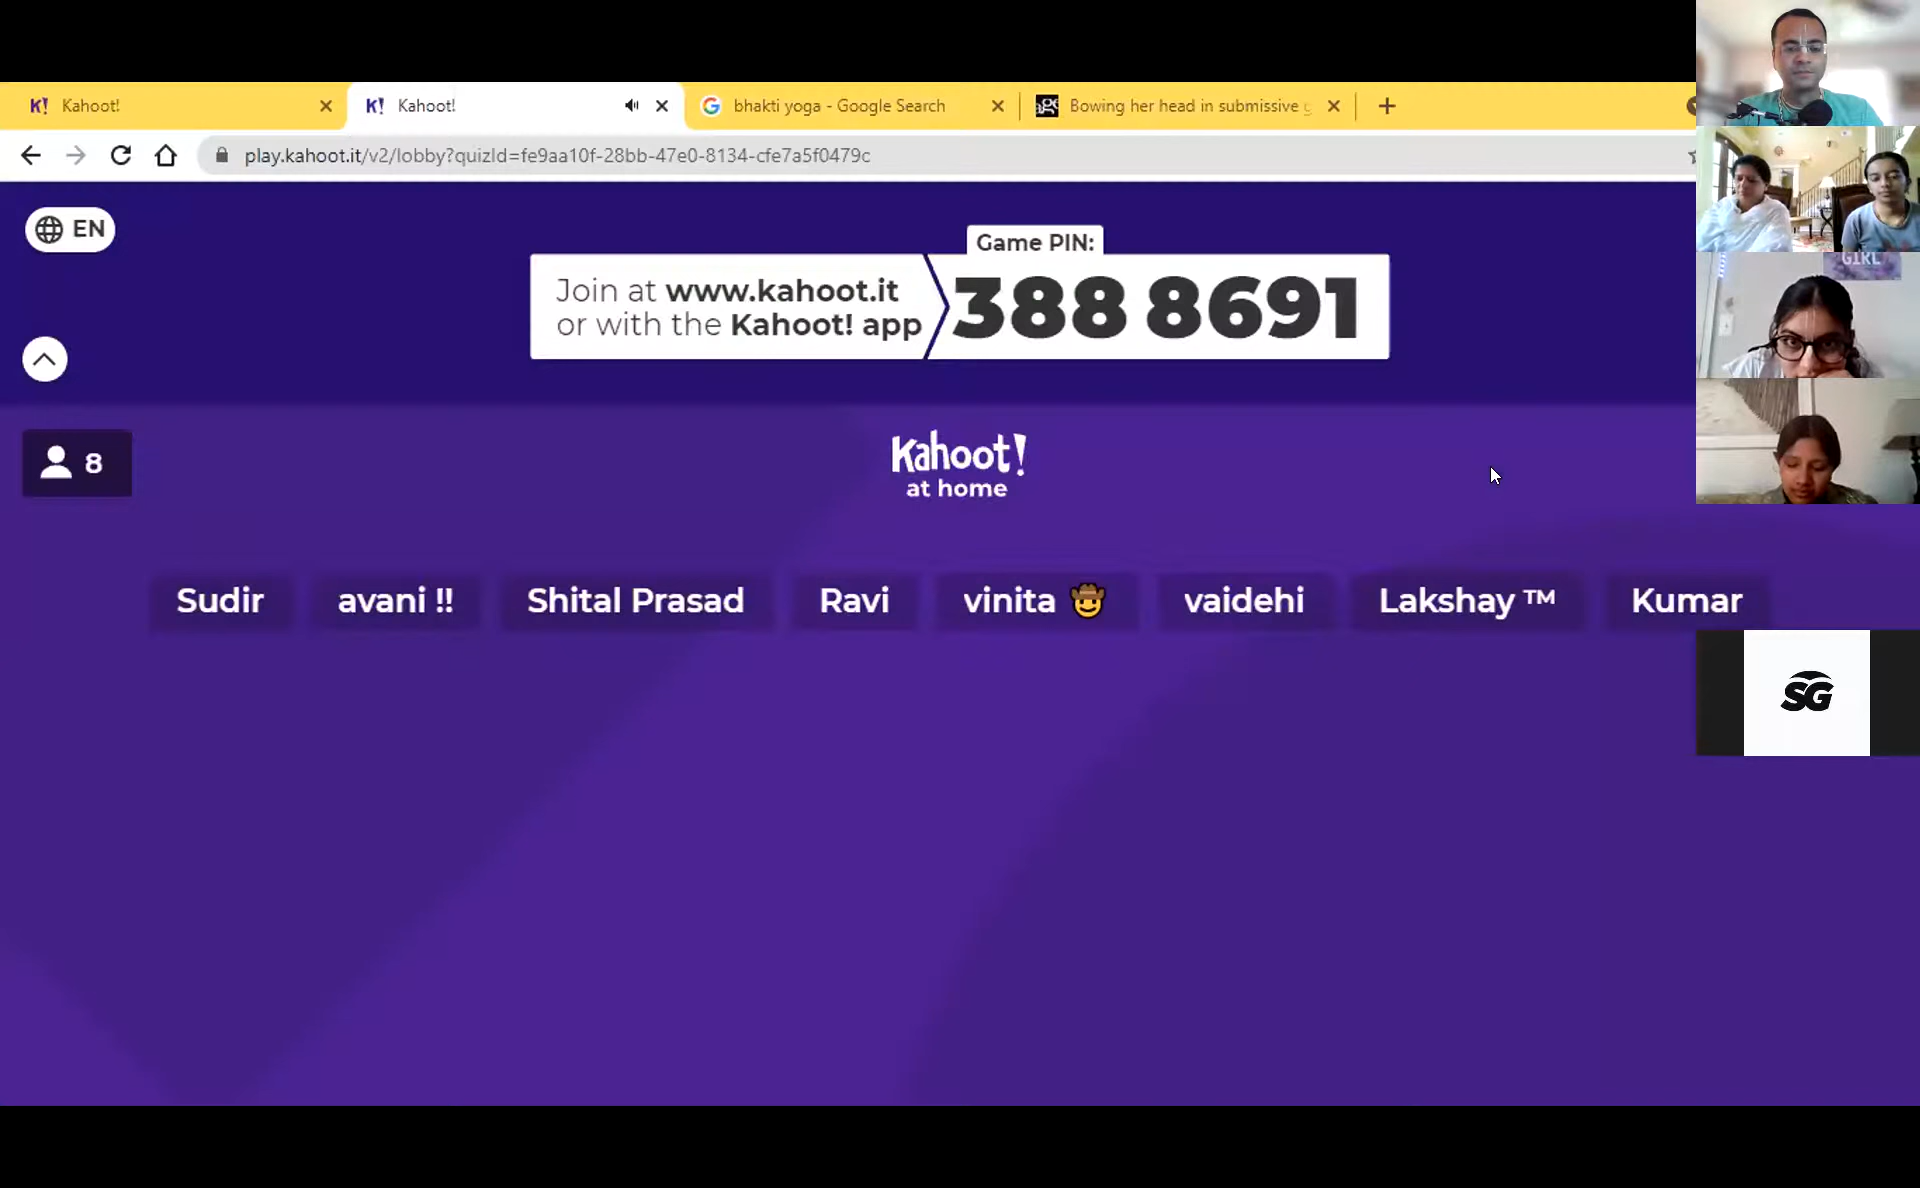 Kahoot!
Kahoot!
bhakti yoga - Google Search
Bowing her head in submissive g
play.kahoot.it/v2/lobby?quizId=fe9aa10f-28bb-47e0-8134-cfe7a5f0479c
EN
Game PIN:
Join at www.kahoot.it
or with the Kahoot! app
388 8691
GIRL
8
Kahoot!
at home
Sudir avani !! Shital Prasad Ravi vinita 🤠 vaidehi Lakshay ™ Kumar
SG